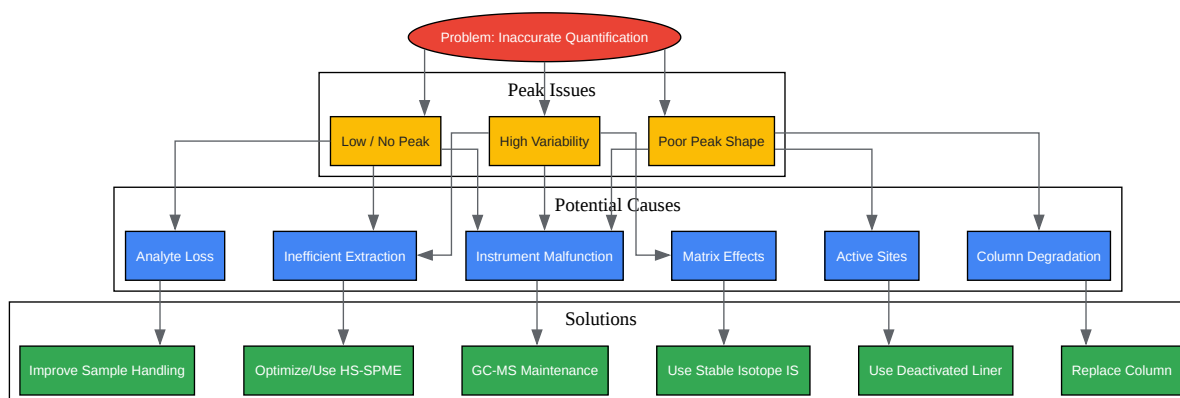 Problem: Inaccurate Quantification
Peak Issues
Low / No Peak
High Variability
Poor Peak Shape
Potential Causes
Analyte Loss
Inefficient Extraction
Instrument Malfunction
Matrix Effects
Active Sites
Column Degradation
Solutions
Improve Sample Handling
Optimize/Use HS-SPME
GC-MS Maintenance
Use Stable Isotope IS
Use Deactivated Liner
Replace Column